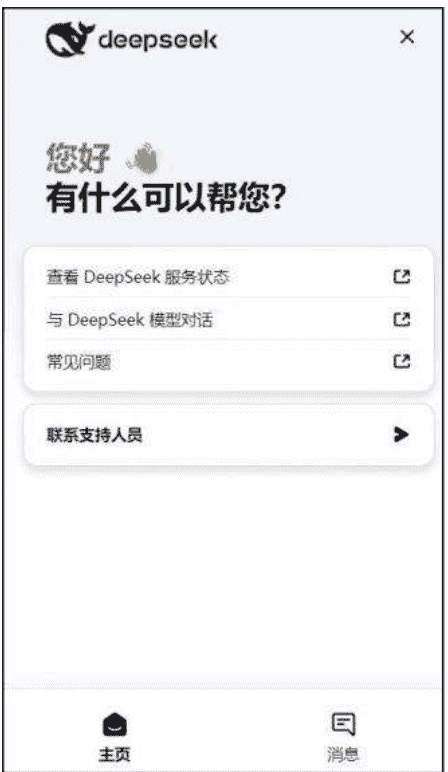 deepseek
您好 👋
有什么可以帮您?
查看 DeepSeek 服务状态
与 DeepSeek 模型对话
常见问题
联系支持人员
主页
消息